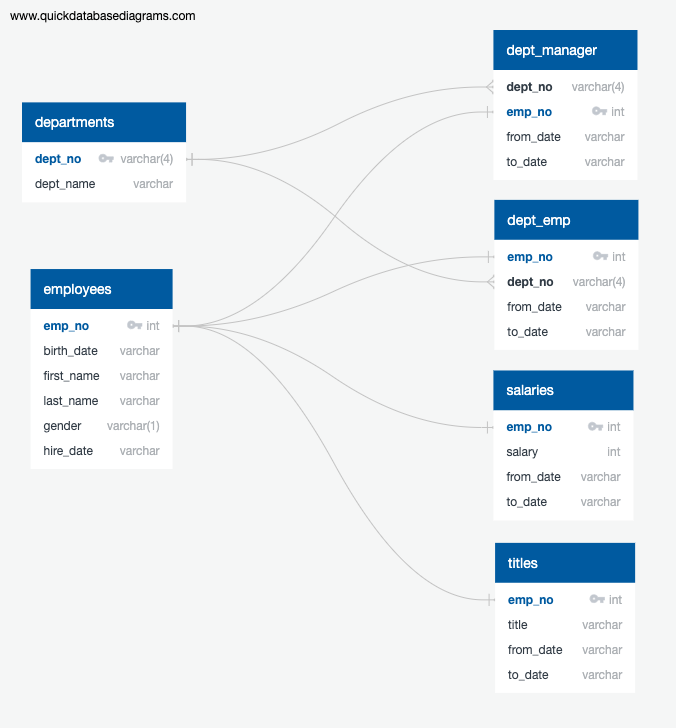 www.quickdatabasediagrams.com
departments
dept_no varchar(4)
dept_name varchar
employees
emp_no int
birth_date varchar
first_name varchar
last_name varchar
gender varchar(1)
hire_date varchar
dept_manager
dept_no varchar(4)
emp_no int
from_date varchar
to_date varchar
dept_emp
emp_no int
dept_no varchar(4)
from_date varchar
to_date varchar
salaries
emp_no int
salary int
from_date varchar
to_date varchar
titles
emp_no int
title varchar
from_date varchar
to_date varchar